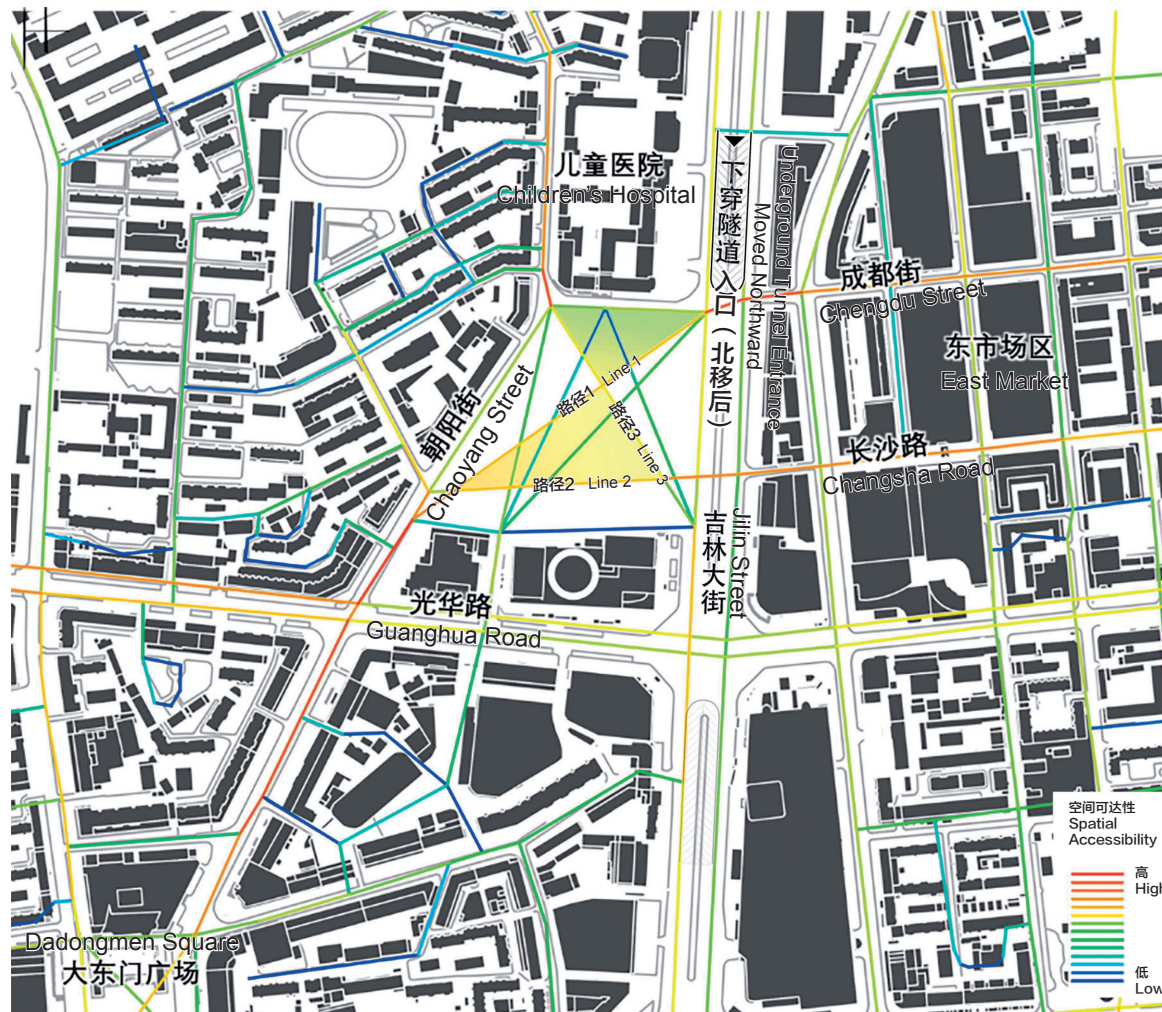 儿童医院
Children's Hospital
下穿隧道入口（北移后）
Underground Tunnel Entrance
Moved Northward
成都街
Chengdu Street
东市场区
East Market
朝阳街
Chaoyang Street
路径1 Line 1
路径3 Line 3
路径2 Line 2
长沙路
Changsha Road
吉林大街
Jilin Street
光华路
Guanghua Road
Dadongmen Square
大东门广场
空间可达性
Spatial
Accessibility
高
High
低
Low